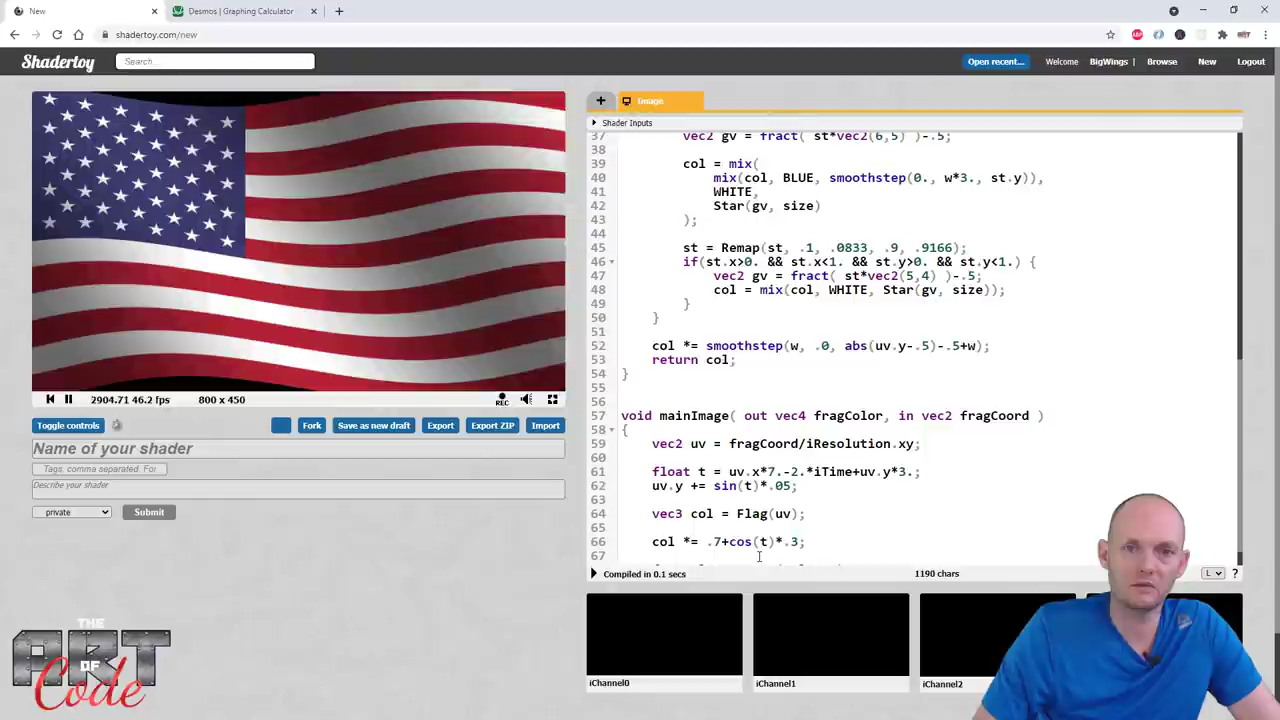 New
Desmos | Graphing Calculator
shadertoy.com/new
Shadertoy
Search...
Open recent...
Welcome
BigWings |
Browse
New
Logout
Image
Shader Inputs
37 vec2 gv = fract( st*vec2(6,5) )-.5;
38
39 col = mix(
40 mix(col, BLUE, smoothstep(0., w*3., st.y)),
41 WHITE,
42 Star(gv, size)
43 );
44
45 st = Remap(st, .1, .0833, .9, .9166);
46 if(st.x>0. && st.x<1. && st.y>0. && st.y<1.) {
47 vec2 gv = fract( st*vec2(5,4) )-.5;
48 col = mix(col, WHITE, Star(gv, size));
49 }
50 }
51
52 col *= smoothstep(w, .0, abs(uv.y-.5)-.5+w);
53 return col;
54 }
55
56
57 void mainImage( out vec4 fragColor, in vec2 fragCoord )
58 {
59 vec2 uv = fragCoord/iResolution.xy;
60
61 float t = uv.x*7.-2.*iTime+uv.y*3.;
62 uv.y += sin(t)*.05;
63
64 vec3 col = Flag(uv);
65
66 col *= .7+cos(t)*.3;
67
2904.71 46.2 fps
800 x 450
REC
Toggle controls
Fork
Save as new draft
Export
Export ZIP
Import
Name of your shader
Tags, comma separated. For
Describe your shader
private
Submit
Compiled in 0.1 secs
1190 chars
L
?
iChannel0
iChannel1
iChannel2
THE
ART
OF
Code